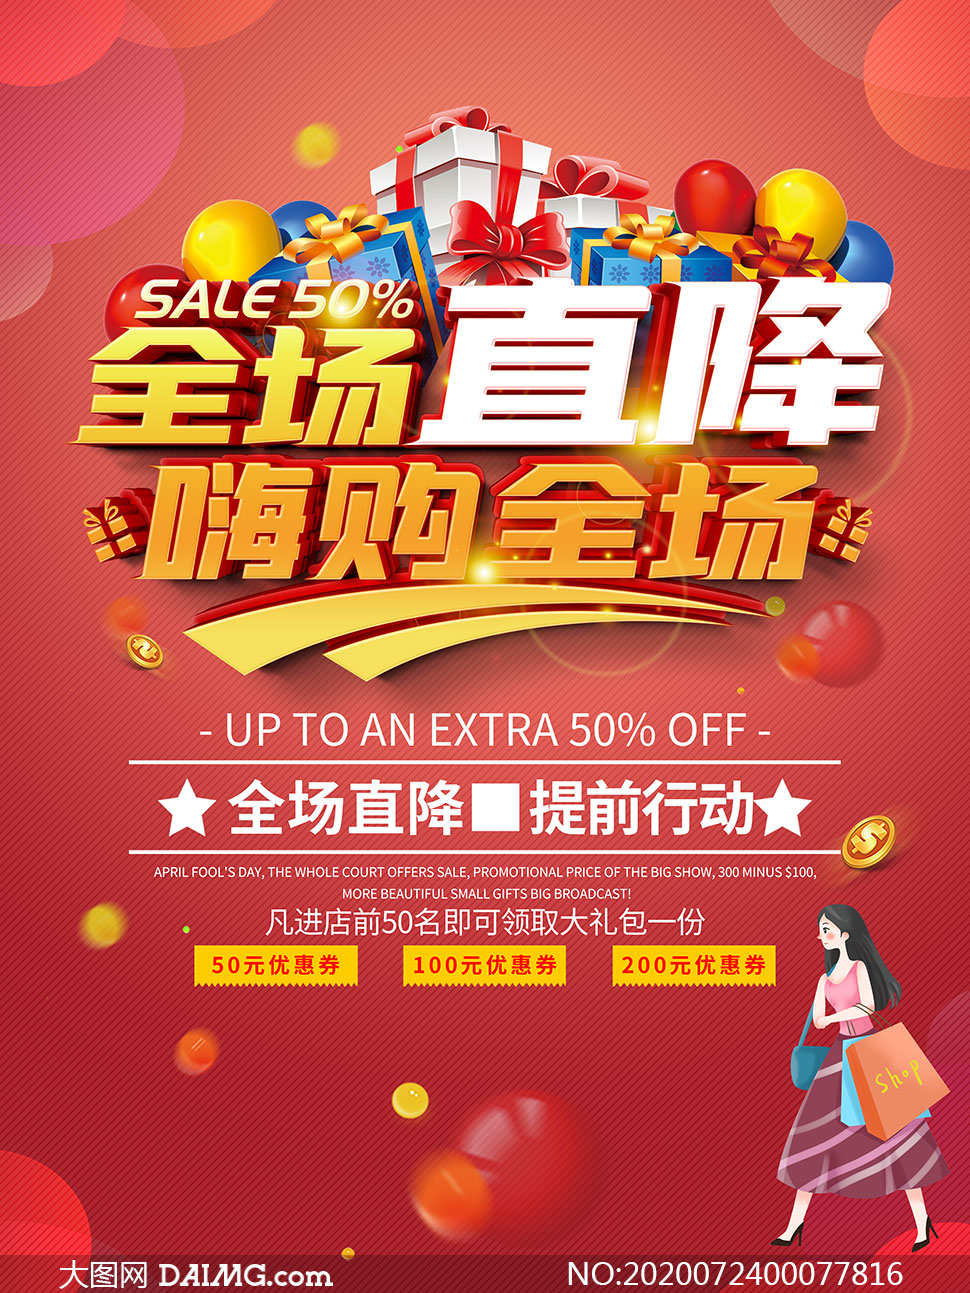 SALE 50%
全场直降
嗨购全场
- UP TO AN EXTRA 50% OFF -
★全场直降■提前行动★
APRIL FOOL'S DAY, THE WHOLE COURT OFFERS SALE, PROMOTIONAL PRICE OF THE BIG SHOW, 300 MINUS $100,
MORE BEAUTIFUL SMALL GIFTS BIG BROADCAST!
凡进店前50名即可领取大礼包一份
50元优惠券 100元优惠券 200元优惠券
Shop
大图网 DAIMG.com NO:2020072400077816